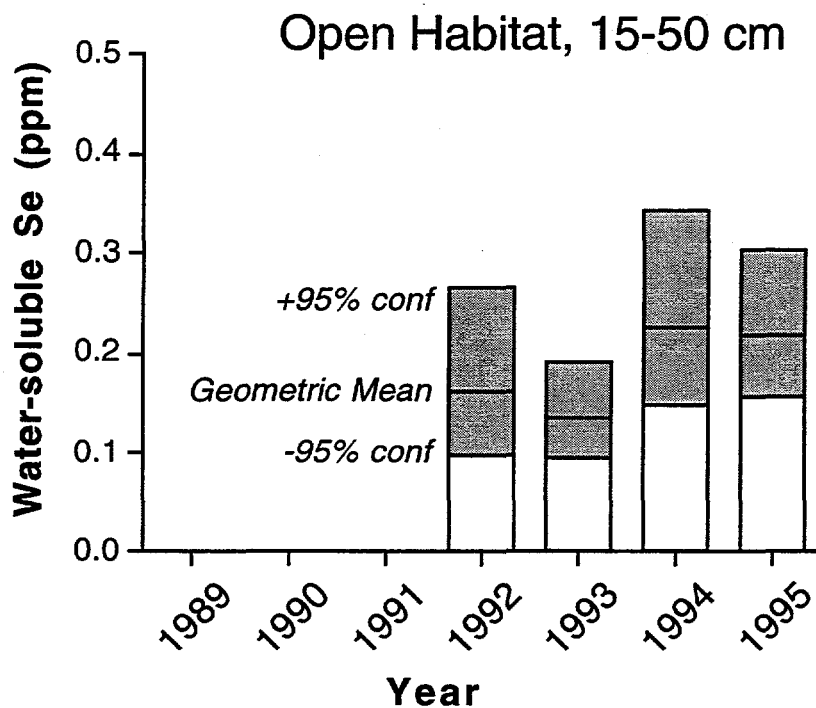 Open Habitat, 15-50 cm
Water-soluble Se (ppm)
0.5
0.4
0.3
0.2
0.1
0.0
+95% conf
Geometric Mean
-95% conf
1989
1990
1991
1992
1993
1994
1995
Year